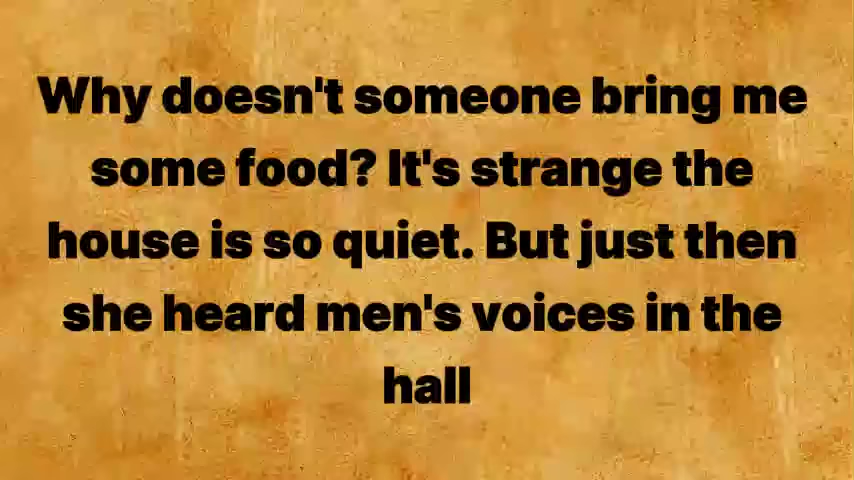 Why doesn't someone bring me
some food? It's strange the
house is so quiet. But just then
she heard men's voices in the
hall